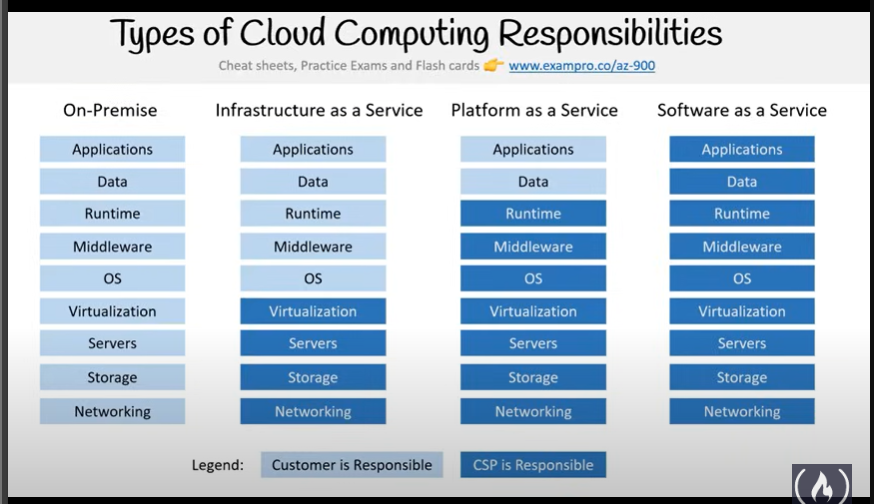 Types of Cloud Computing Responsibilities
Cheat sheets, Practice Exams and Flash cards 👉 www.exampro.co/az-900
On-Premise Infrastructure as a Service Platform as a Service Software as a Service
Applications Applications Applications Applications
Data Data Data Data
Runtime Runtime Runtime Runtime
Middleware Middleware Middleware Middleware
OS OS OS OS
Virtualization Virtualization Virtualization Virtualization
Servers Servers Servers Servers
Storage Storage Storage Storage
Networking Networking Networking Networking
Legend: Customer is Responsible CSP is Responsible